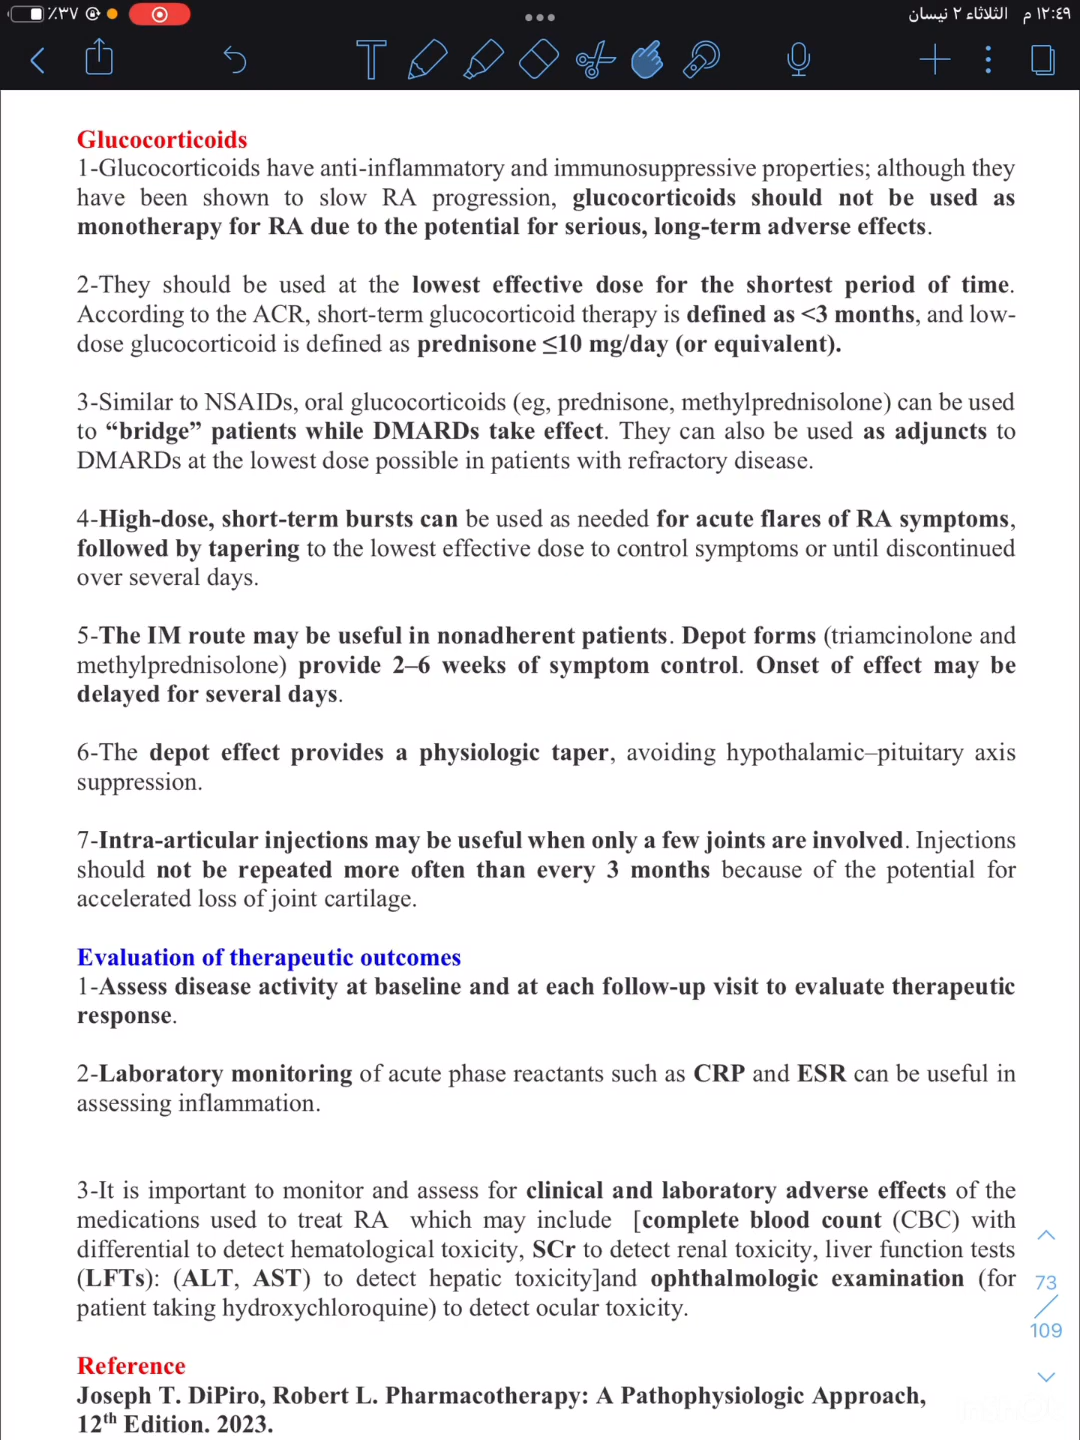 ٪٣٧
١٢:٤٩ م الثلاثاء ٢ نيسان
Glucocorticoids
1-Glucocorticoids have anti-inflammatory and immunosuppressive properties; although they
have been shown to slow RA progression, glucocorticoids should not be used as
monotherapy for RA due to the potential for serious, long-term adverse effects.
2-They should be used at the lowest effective dose for the shortest period of time.
According to the ACR, short-term glucocorticoid therapy is defined as <3 months, and low-
dose glucocorticoid is defined as prednisone ≤10 mg/day (or equivalent).
3-Similar to NSAIDs, oral glucocorticoids (eg, prednisone, methylprednisolone) can be used
to “bridge” patients while DMARDs take effect. They can also be used as adjuncts to
DMARDs at the lowest dose possible in patients with refractory disease.
4-High-dose, short-term bursts can be used as needed for acute flares of RA symptoms,
followed by tapering to the lowest effective dose to control symptoms or until discontinued
over several days.
5-The IM route may be useful in nonadherent patients. Depot forms (triamcinolone and
methylprednisolone) provide 2–6 weeks of symptom control. Onset of effect may be
delayed for several days.
6-The depot effect provides a physiologic taper, avoiding hypothalamic–pituitary axis
suppression.
7-Intra-articular injections may be useful when only a few joints are involved. Injections
should not be repeated more often than every 3 months because of the potential for
accelerated loss of joint cartilage.
Evaluation of therapeutic outcomes
1-Assess disease activity at baseline and at each follow-up visit to evaluate therapeutic
response.
2-Laboratory monitoring of acute phase reactants such as CRP and ESR can be useful in
assessing inflammation.
3-It is important to monitor and assess for clinical and laboratory adverse effects of the
medications used to treat RA which may include [complete blood count (CBC) with
differential to detect hematological toxicity, SCr to detect renal toxicity, liver function tests
(LFTs): (ALT, AST) to detect hepatic toxicity]and ophthalmologic examination (for
patient taking hydroxychloroquine) to detect ocular toxicity.
73
109
Reference
Joseph T. DiPiro, Robert L. Pharmacotherapy: A Pathophysiologic Approach,
12th Edition. 2023.